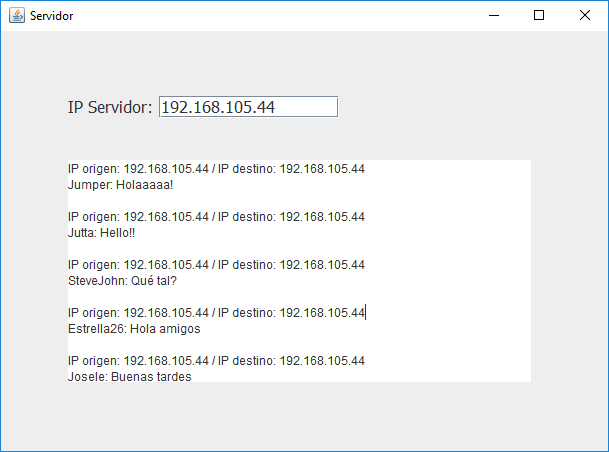 Servidor
IP Servidor: 192.168.105.44
IP origen: 192.168.105.44 / IP destino: 192.168.105.44
Jumper: Holaaaaa!
IP origen: 192.168.105.44 / IP destino: 192.168.105.44
Jutta: Hello!!
IP origen: 192.168.105.44 / IP destino: 192.168.105.44
SteveJohn: Qué tal?
IP origen: 192.168.105.44 / IP destino: 192.168.105.44
Estrella26: Hola amigos
IP origen: 192.168.105.44 / IP destino: 192.168.105.44
Josele: Buenas tardes